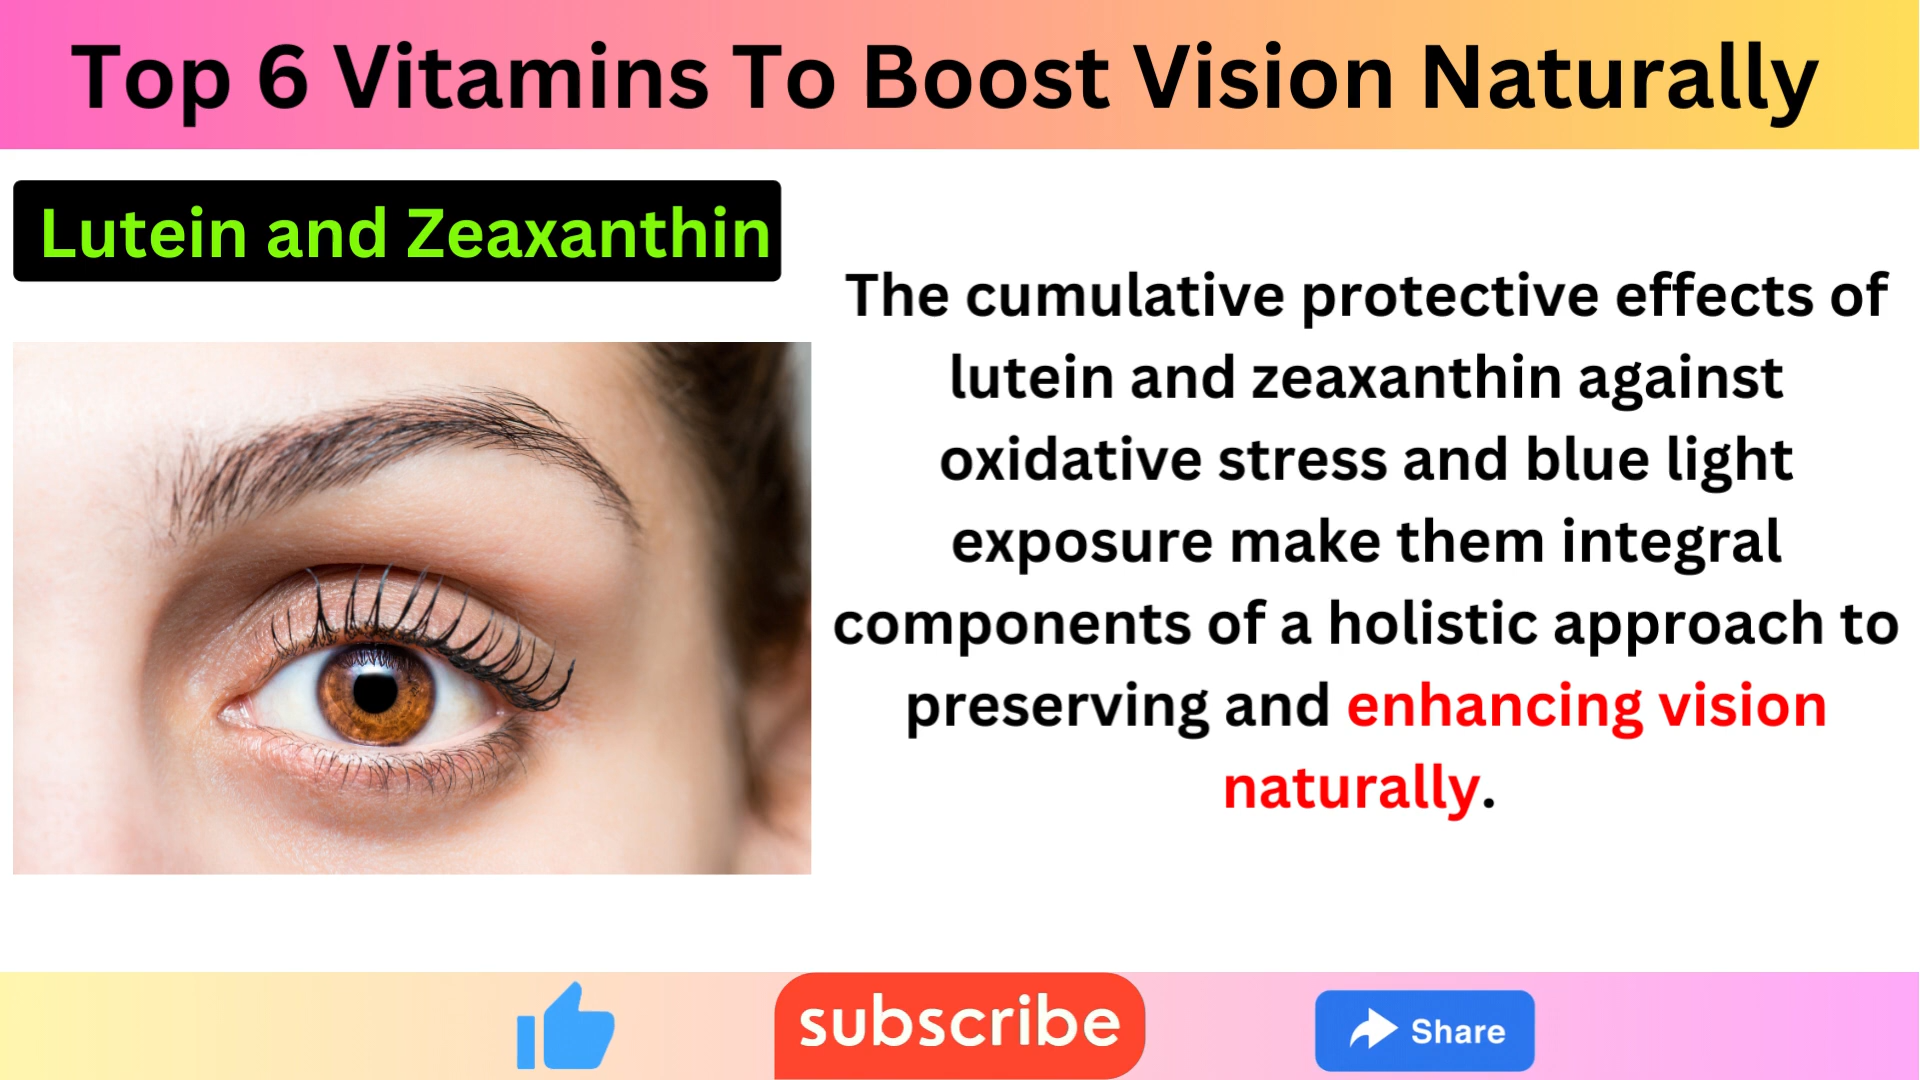 Top 6 Vitamins To Boost Vision Naturally
Lutein and Zeaxanthin
The cumulative protective effects of
lutein and zeaxanthin against
oxidative stress and blue light
exposure make them integral
components of a holistic approach to
preserving and enhancing vision
naturally.
subscribe
Share